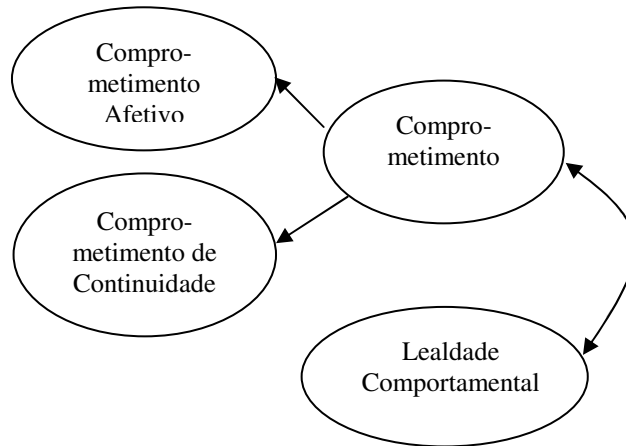 Compro-
metimento
Afetivo
Compro-
metimento
Compro-
metimento de
Continuidade
Lealdade
Comportamental